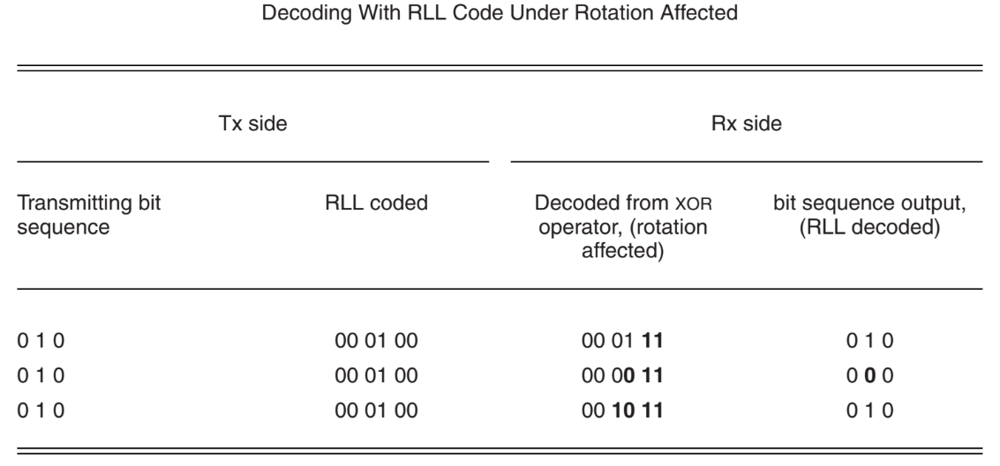 Decoding With RLL Code Under Rotation Affected
Tx side Rx side
Transmitting bit sequence RLL coded Decoded from XOR operator, (rotation affected) bit sequence output, (RLL decoded)
0 1 0 00 01 00 00 01 11 0 1 0
0 1 0 00 01 00 00 00 11 0 0 0
0 1 0 00 01 00 00 10 11 0 1 0